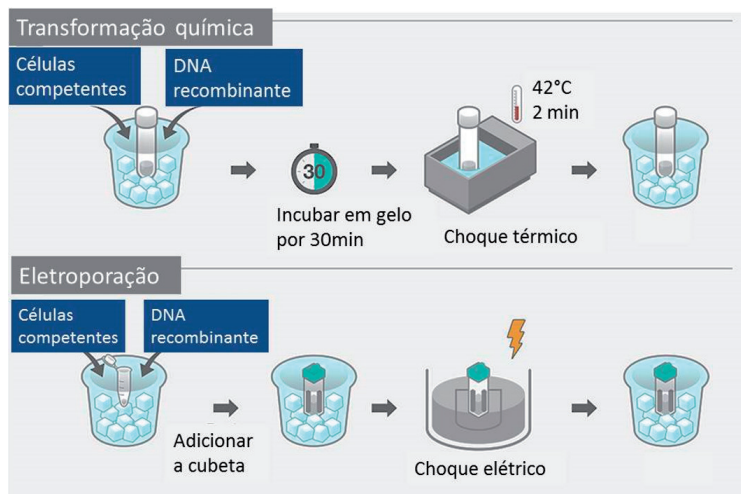 Transformação química
Células
competentes
DNA
recombinante
30
Incubar em gelo
por 30min
42°C
2 min
Choque térmico
Eletroporação
Células
competentes
DNA
recombinante
Adicionar
a cubeta
Choque elétrico